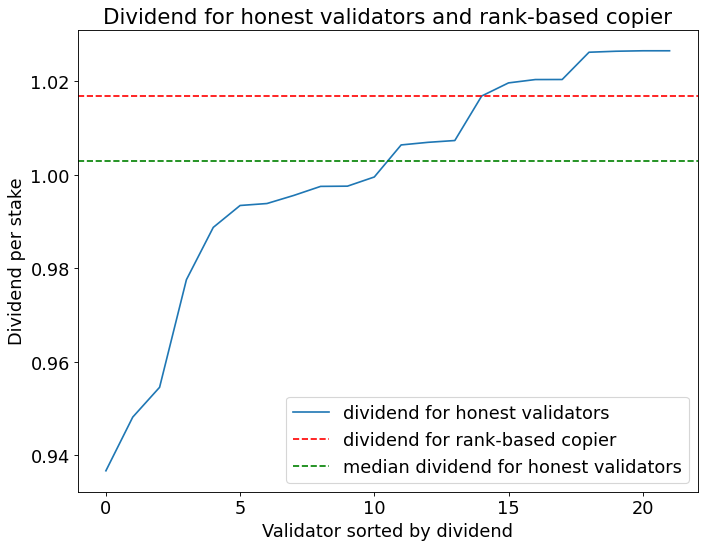 Dividend for honest validators and rank-based copier
Dividend per stake
1.02
1.00
0.98
0.96
0.94
dividend for honest validators
dividend for rank-based copier
median dividend for honest validators
0 5 10 15 20
Validator sorted by dividend